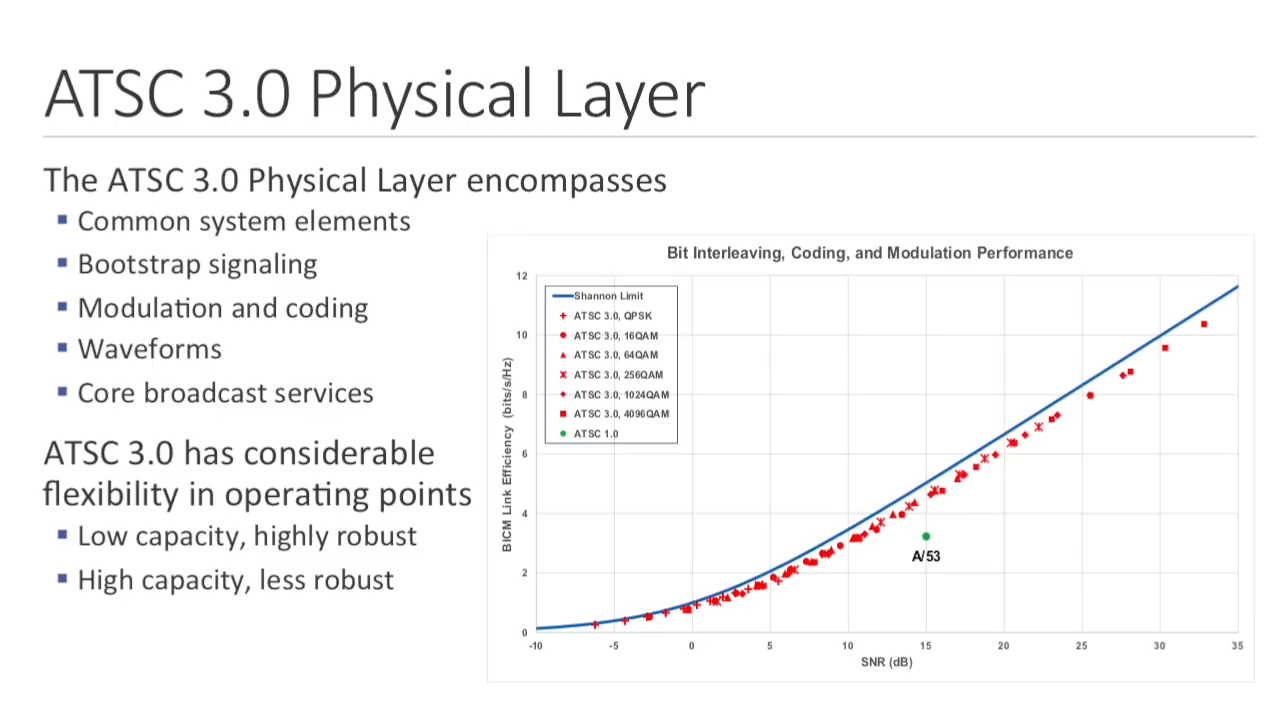 ATSC 3.0 Physical Layer
The ATSC 3.0 Physical Layer encompasses
▪ Common system elements
▪ Bootstrap signaling
▪ Modulation and coding
▪ Waveforms
▪ Core broadcast services
ATSC 3.0 has considerable
flexibility in operating points
▪ Low capacity, highly robust
▪ High capacity, less robust
Bit Interleaving, Coding, and Modulation Performance
BICM Link Efficiency (bits/s/Hz)
12
10
8
6
4
2
0
Shannon Limit
ATSC 3.0, QPSK
ATSC 3.0, 16QAM
ATSC 3.0, 64QAM
ATSC 3.0, 256QAM
ATSC 3.0, 1024QAM
ATSC 3.0, 4096QAM
ATSC 1.0
A/53
-10 -5 0 5 10 15 20 25 30 35
SNR (dB)